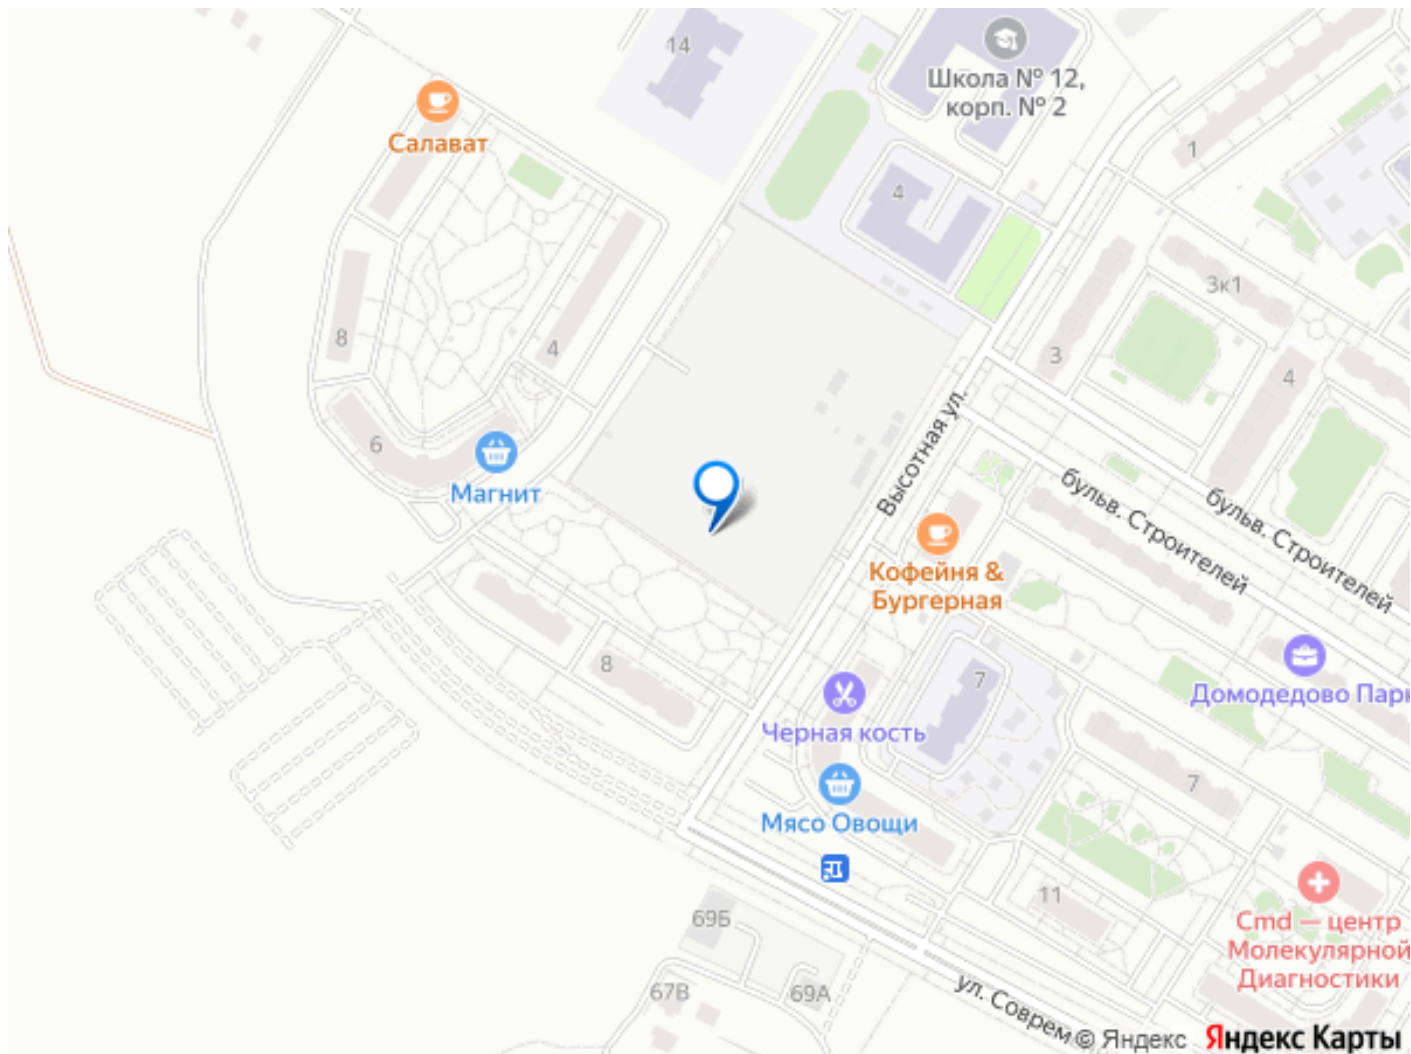 14
Школа № 12,
корп. № 2
Салават
1
4
3к1
8
4
3
4
6
Высотная ул.
Магнит
бульв. Строителей
бульв. Строителей
Кофейня &
Бургерная
8
7
Домодедово Парк
Черная кость
7
Мясо Овощи
11
69Б
Cmd — центр
Молекулярной
Диагностики
67В
69А
ул. Соврем
© Яндекс
Яндекс Карты